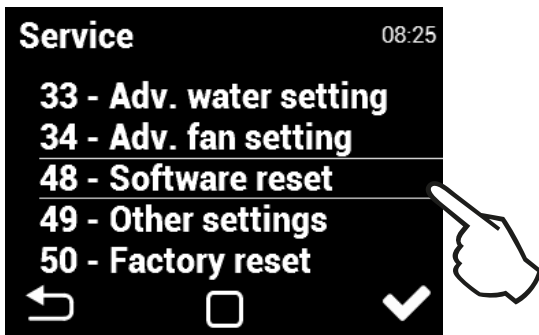 Service 08:25
33 - Adv. water setting
34 - Adv. fan setting
48 - Software reset
49 - Other settings
50 - Factory reset